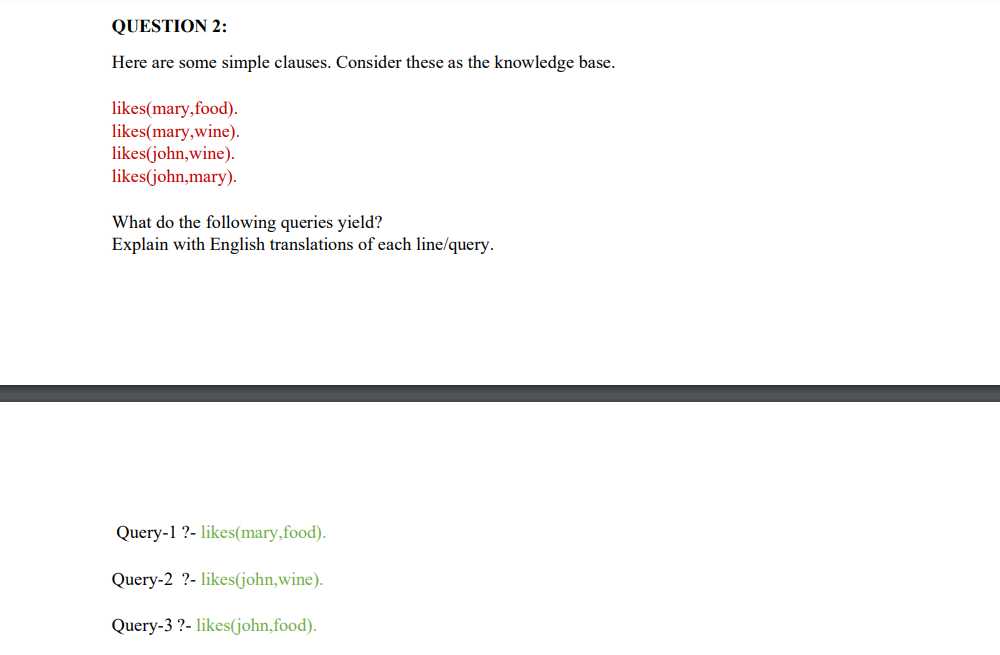 QUESTION 2:
Here are some simple clauses. Consider these as the knowledge base.
likes(mary,food).
likes(mary,wine).
likes(john,wine).
likes(john,mary).
What do the following queries yield?
Explain with English translations of each line/query.
Query-1 ?- likes(mary,food).
Query-2 ?- likes(john,wine).
Query-3 ?- likes(john,food).